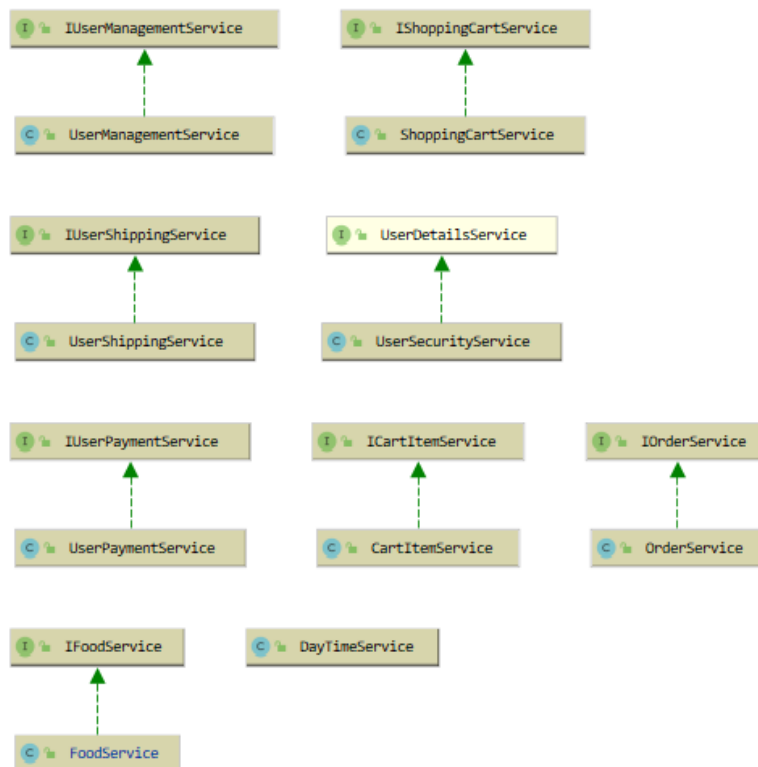 I IUserManagementService
I IShoppingCartService
C UserManagementService
C ShoppingCartService
I IUserShippingService
I UserDetailsService
C UserShippingService
C UserSecurityService
I IUserPaymentService
I ICartItemService
I IOrderService
C UserPaymentService
C CartItemService
C OrderService
I IFoodService
C DayTimeService
C FoodService